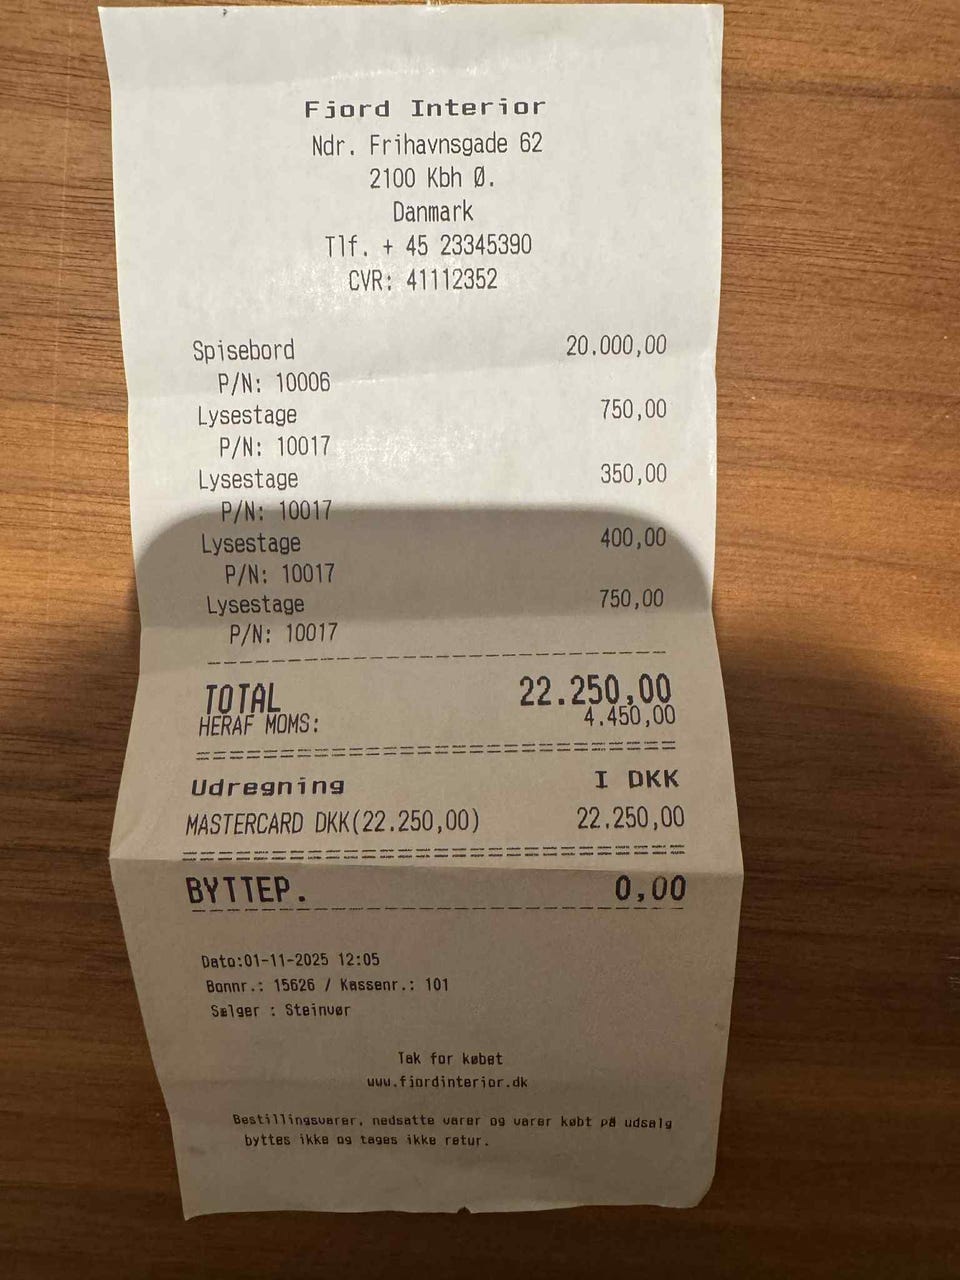 Fjord Interior
Ndr. Frihavnsgade 62
2100 Kbh Ø.
Danmark
Tlf. + 45 23345390
CVR: 41112352
Spisebord 20.000,00
P/N: 10006
Lysestage 750,00
P/N: 10017
Lysestage 350,00
P/N: 10017
Lysestage 400,00
P/N: 10017
Lysestage 750,00
P/N: 10017
TOTAL 22.250,00
HERAF MOMS: 4.450,00
Udregning I DKK
MASTERCARD DKK(22.250,00) 22.250,00
BYTTEP. 0,00
Dato:01-11-2025 12:05
Bonnr.: 15626 / Kassenr.: 101
Sælger : Steinvør
Tak for købet
www.fjordinterior.dk
Bestillingsvarer, nedsatte varer og varer købt på udsalg
byttes ikke og tages ikke retur.